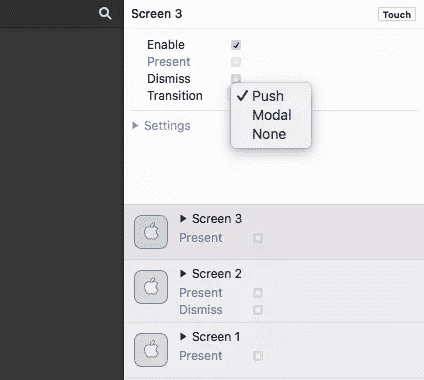 Screen 3 Touch
Enable
Present
Dismiss
Transition
Push
Modal
None
Settings
Screen 3
Present
Screen 2
Present
Dismiss
Screen 1
Present